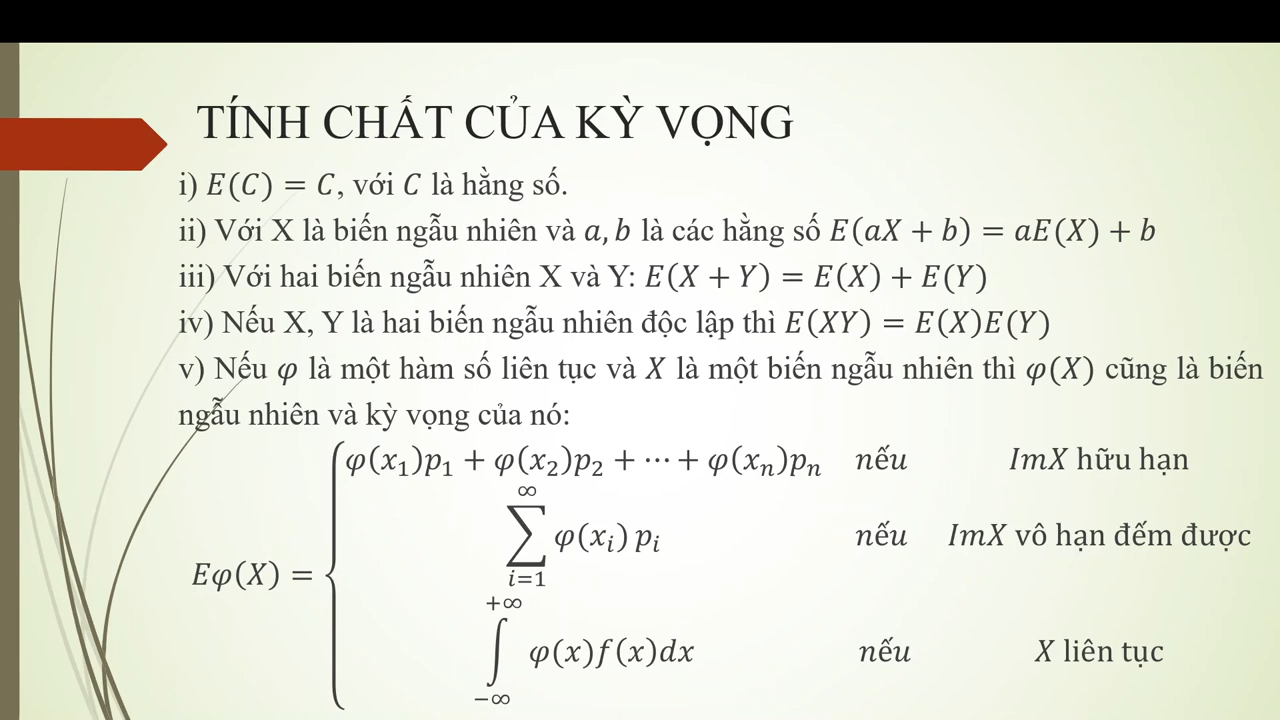 TÍNH CHẤT CỦA KỲ VỌNG
i) E(C) = C, với C là hằng số.
ii) Với X là biến ngẫu nhiên và a, b là các hằng số E(aX + b) = aE(X) + b
iii) Với hai biến ngẫu nhiên X và Y: E(X + Y) = E(X) + E(Y)
iv) Nếu X, Y là hai biến ngẫu nhiên độc lập thì E(XY) = E(X)E(Y)
v) Nếu φ là một hàm số liên tục và X là một biến ngẫu nhiên thì φ(X) cũng là biến
ngẫu nhiên và kỳ vọng của nó:
φ(x₁)p₁ + φ(x₂)p₂ + ⋯ + φ(xₙ)pₙ nếu ImX hữu hạn
∞
∑ φ(xᵢ) pᵢ nếu ImX vô hạn đếm được
i=1
Eφ(X) = {
+∞
∫ φ(x)f(x)dx nếu X liên tục
−∞